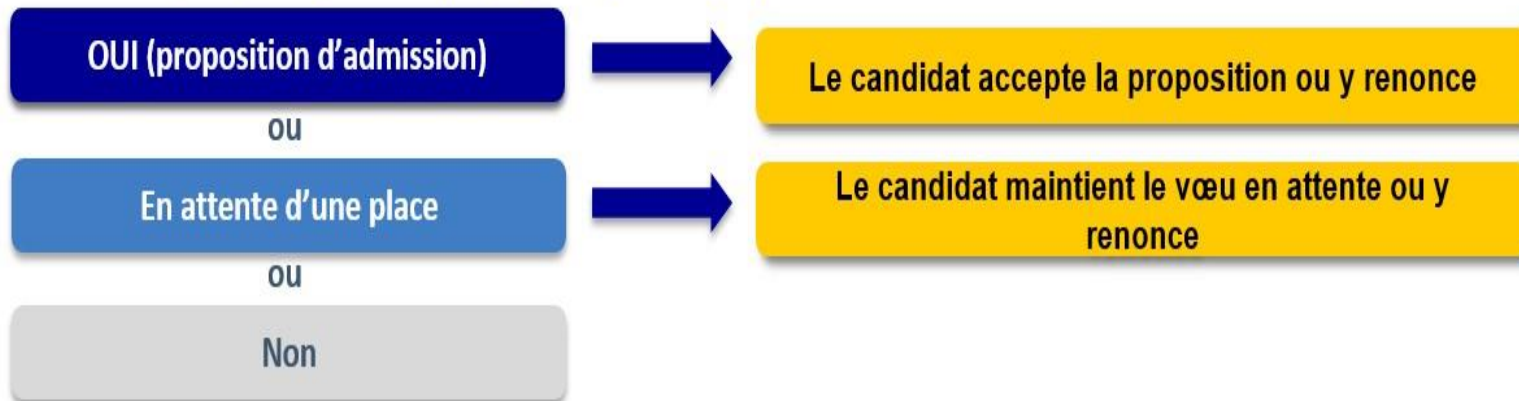 OUI (proposition d'admission)
Le candidat accepte la proposition ou y renonce
ou
En attente d'une place
Le candidat maintient le vœu en attente ou y
renonce
ou
Non